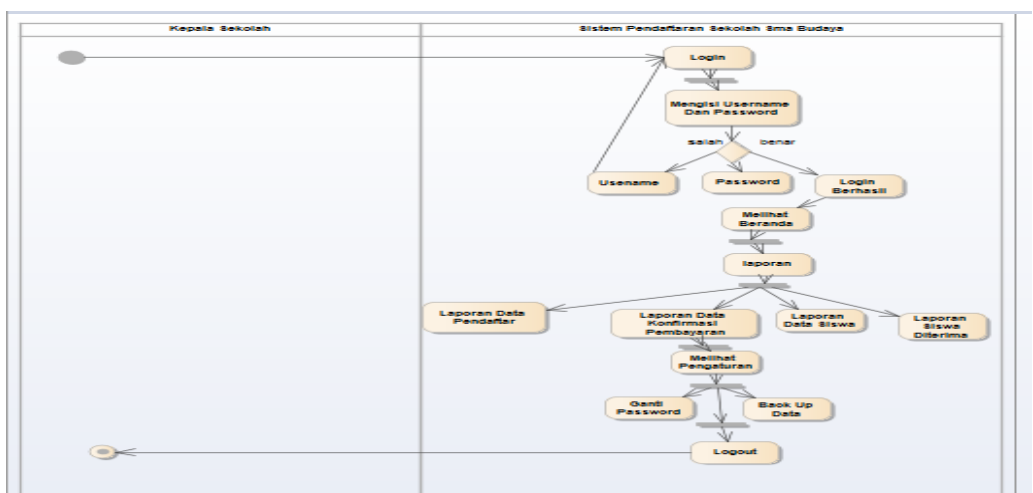 Kepala Sekolah
Sistem Pendaftaran Sekolah Sma Budaya
Login
Mengisi Username
Dan Password
salah
benar
Usename
Password
Login
Berhasil
Melihat
Beranda
laporan
Laporan Data
Pendaftar
Laporan Data
Konfirmasi
Pembayaran
Laporan
Data Siswa
Laporan
Siswa
Diterima
Melihat
Pengaturan
Ganti
Password
Back Up
Data
Logout